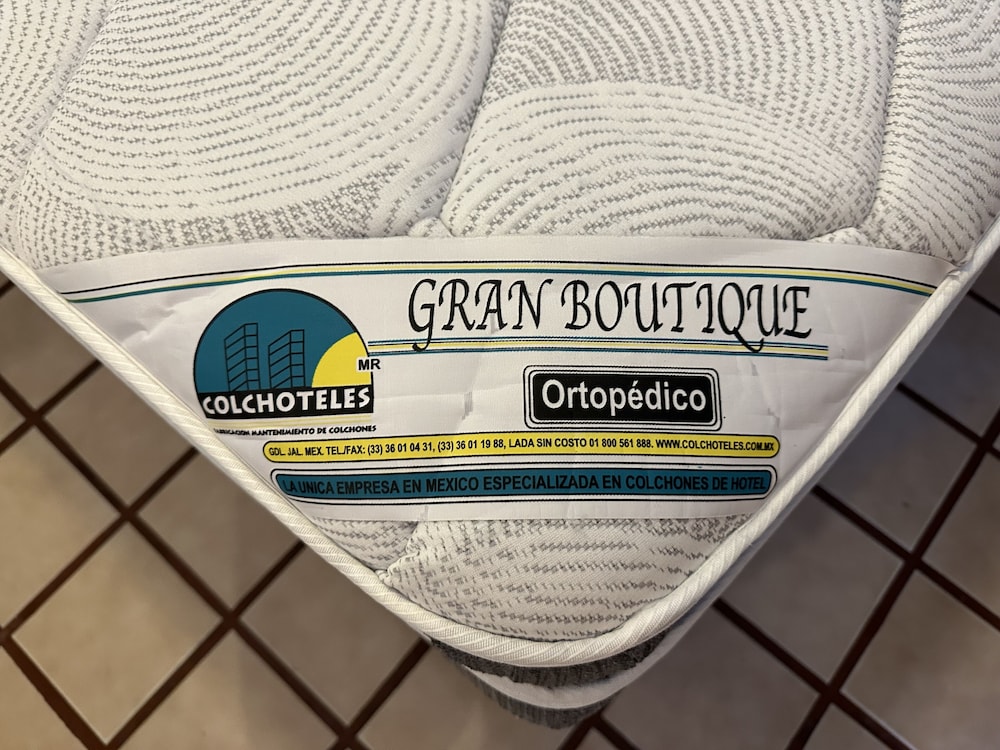 GRAN BOUTIQUE
MR
COLCHOTELES
FABRICACION MANTENIMIENTO DE COLCHONES
Ortopédico
GDL. JAL. MEX. TEL./FAX: (33) 36 01 04 31, (33) 36 01 19 88, LADA SIN COSTO 01 800 561 888. WWW.COLCHOTELES.COM.MX
LA UNICA EMPRESA EN MEXICO ESPECIALIZADA EN COLCHONES DE HOTEL